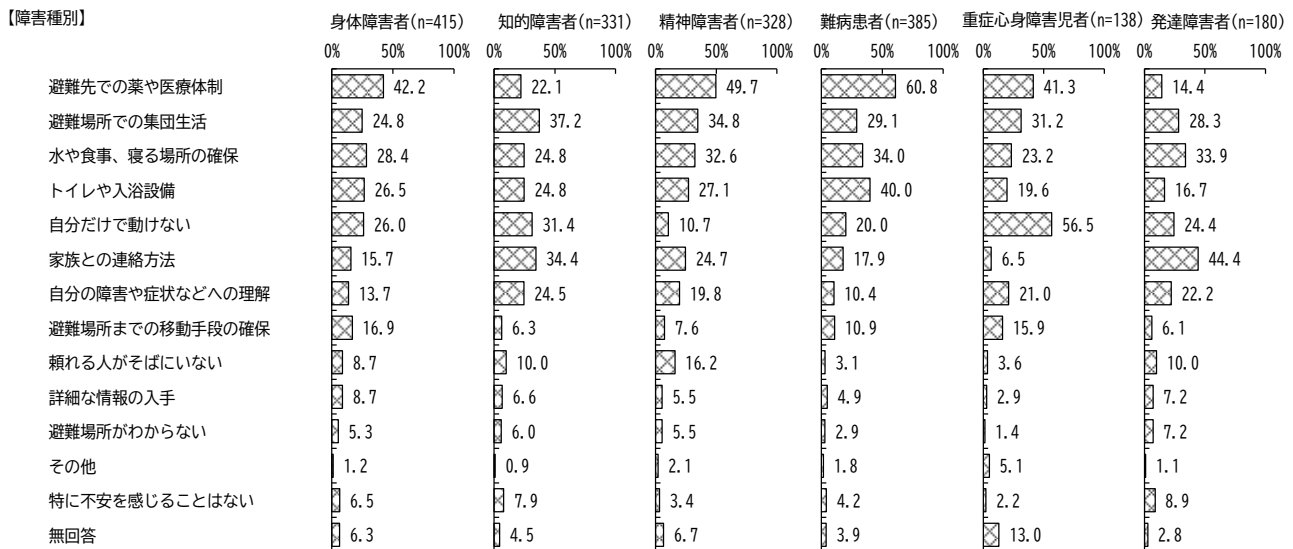 【障害種別】
身体障害者(n=415) 知的障害者(n=331) 精神障害者(n=328) 難病患者(n=385) 重症心身障害児者(n=138) 発達障害者(n=180)
0% 50% 100% 0% 50% 100% 0% 50% 100% 0% 50% 100% 0% 50% 100% 0% 50% 100%
避難先での薬や医療体制 42.2 22.1 49.7 60.8 41.3 14.4
避難場所での集団生活 24.8 37.2 34.8 29.1 31.2 28.3
水や食事、寝る場所の確保 28.4 24.8 32.6 34.0 23.2 33.9
トイレや入浴設備 26.5 24.8 27.1 40.0 19.6 16.7
自分だけで動けない 26.0 31.4 10.7 20.0 56.5 24.4
家族との連絡方法 15.7 34.4 24.7 17.9 6.5 44.4
自分の障害や症状などへの理解 13.7 24.5 19.8 10.4 21.0 22.2
避難場所までの移動手段の確保 16.9 6.3 7.6 10.9 15.9 6.1
頼れる人がそばにいない 8.7 10.0 16.2 3.1 3.6 10.0
詳細な情報の入手 8.7 6.6 5.5 4.9 2.9 7.2
避難場所がわからない 5.3 6.0 5.5 2.9 1.4 7.2
その他 1.2 0.9 2.1 1.8 5.1 1.1
特に不安を感じることはない 6.5 7.9 3.4 4.2 2.2 8.9
無回答 6.3 4.5 6.7 3.9 13.0 2.8